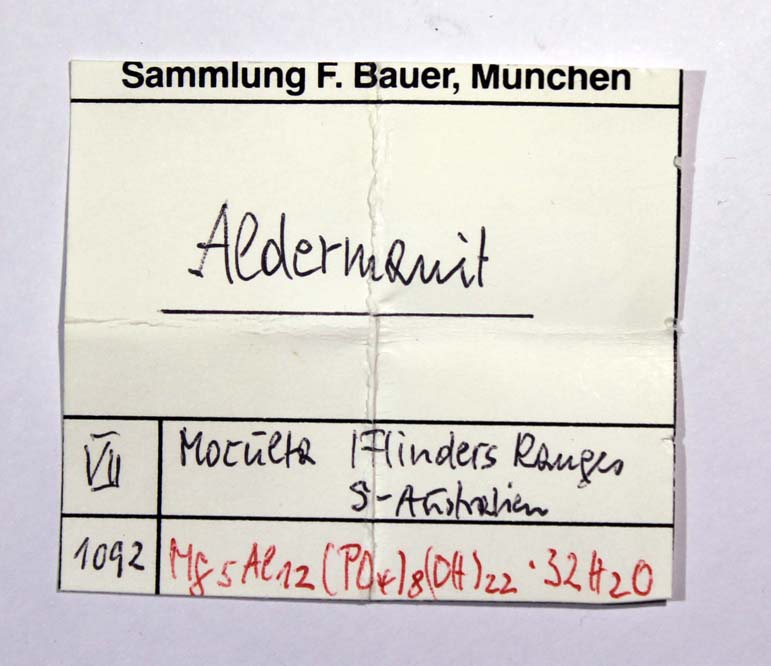 Sammlung F. Bauer, München
Aldermanit
VII
Moculta / Flinders Ranges
S-Australien
1092
Mg5Al12(PO4)8(OH)22 · 32H2O